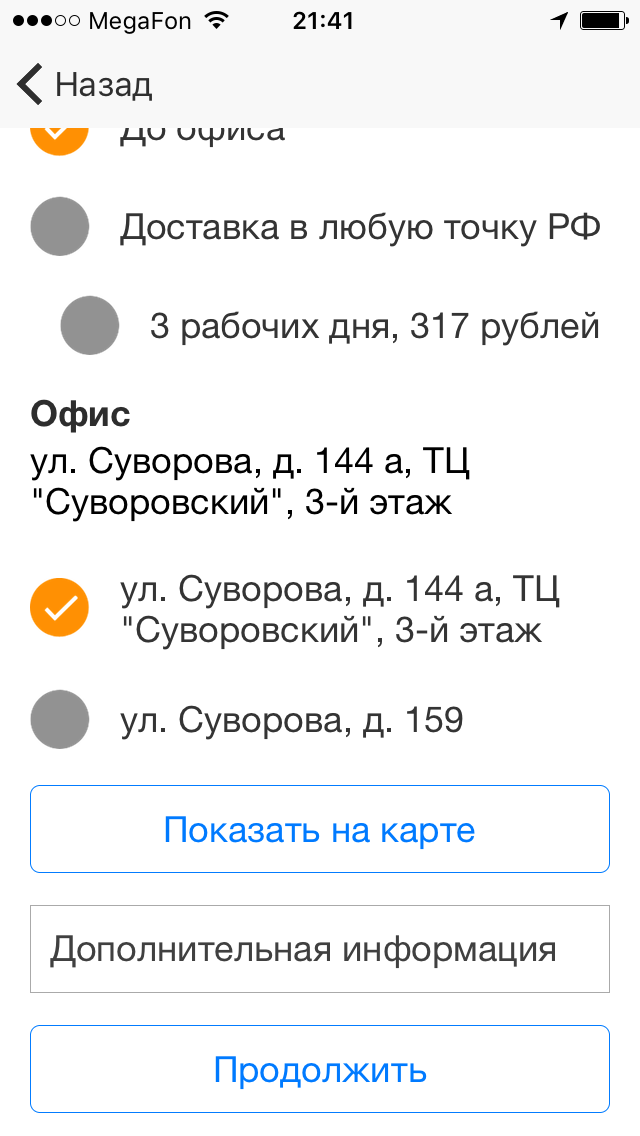 MegaFon 21:41
Назад
До офиса
Доставка в любую точку РФ
3 рабочих дня, 317 рублей
Офис
ул. Суворова, д. 144 а, ТЦ
"Суворовский", 3-й этаж
ул. Суворова, д. 144 а, ТЦ
"Суворовский", 3-й этаж
ул. Суворова, д. 159
Показать на карте
Дополнительная информация
Продолжить